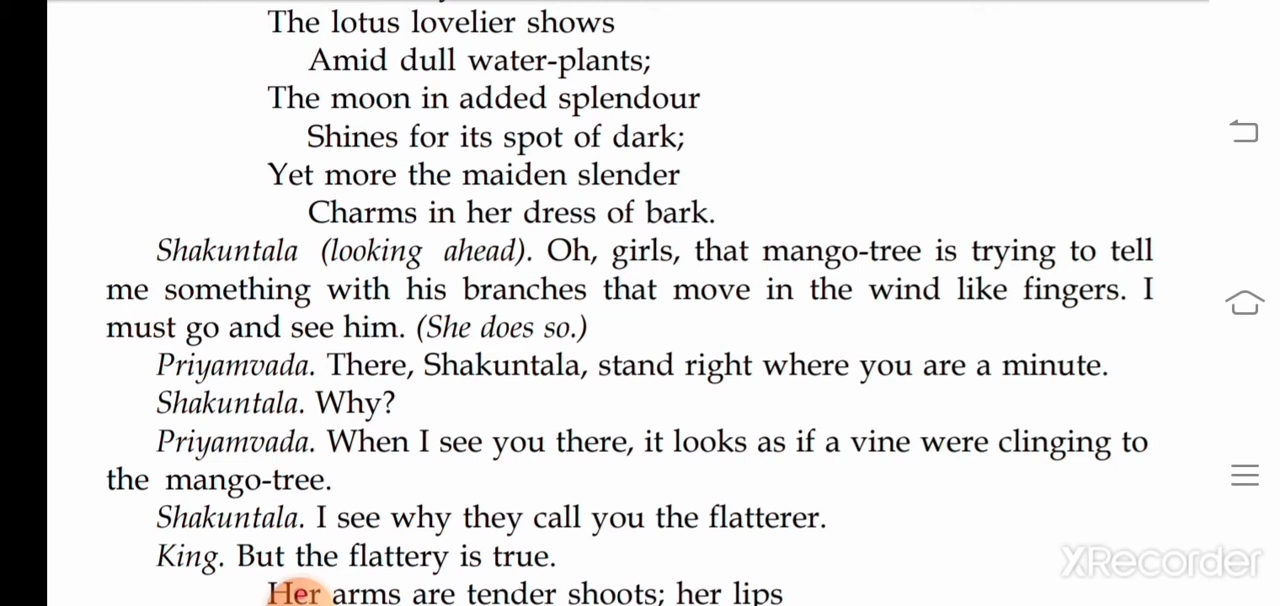 The lotus lovelier shows
Amid dull water-plants;
The moon in added splendour
Shines for its spot of dark;
Yet more the maiden slender
Charms in her dress of bark.
Shakuntala (looking ahead). Oh, girls, that mango-tree is trying to tell
me something with his branches that move in the wind like fingers. I
must go and see him. (She does so.)
Priyamvada. There, Shakuntala, stand right where you are a minute.
Shakuntala. Why?
Priyamvada. When I see you there, it looks as if a vine were clinging to
the mango-tree.
Shakuntala. I see why they call you the flatterer.
King. But the flattery is true.
Her arms are tender shoots; her lips
XRecorder